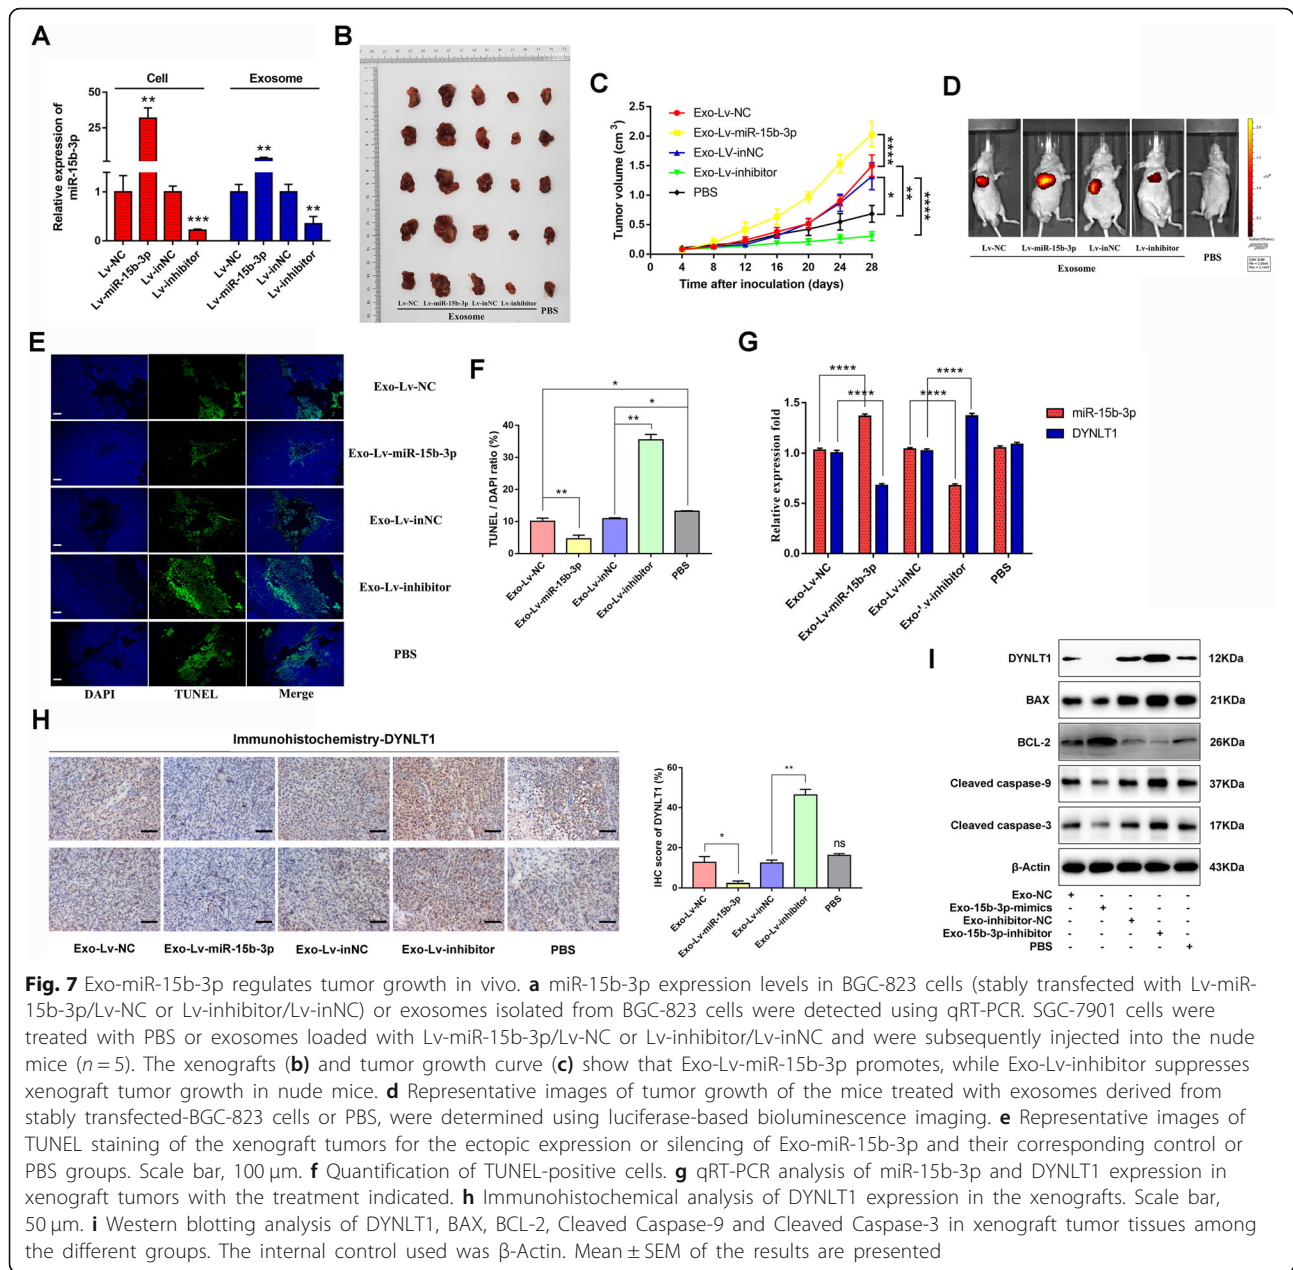 A
Cell
Exosome
Relative expression of
miR-15b-3p
50
25
1
0
**
***
**
**
Lv-NC
Lv-miR-15b-3p
Lv-inNC
Lv-inhibitor
Lv-NC
Lv-miR-15b-3p
Lv-inNC
Lv-inhibitor
B
Lv-NC
Lv-miR-15b-3p
Lv-inNC
Lv-inhibitor
PBS
Exosome
C
Tumor volume (cm3)
2.5
2.0
1.5
1.0
0.5
0.0
Exo-Lv-NC
Exo-Lv-miR-15b-3p
Exo-LV-inNC
Exo-Lv-inhibitor
PBS
****
**
*
****
0 4 8 12 16 20 24 28
Time after inoculation (days)
D
Lv-NC
Lv-miR-15b-3p
Lv-inNC
Lv-inhibitor
PBS
Exosome
E
Exo-Lv-NC
Exo-Lv-miR-15b-3p
Exo-Lv-inNC
Exo-Lv-inhibitor
PBS
DAPI
TUNEL
Merge
F
TUNEL / DAPI ratio (%)
40
30
20
10
0
*
*
**
**
Exo-Lv-NC
Exo-Lv-miR-15b-3p
Exo-Lv-inNC
Exo-Lv-inhibitor
PBS
G
Relative expression fold
1.5
1.0
0.5
0.0
****
****
****
****
miR-15b-3p
DYNLT1
Exo-Lv-NC
Exo-Lv-miR-15b-3p
Exo-Lv-inNC
PBS
H
Immunohistochemistry-DYNLT1
Exo-Lv-NC
Exo-Lv-miR-15b-3p
Exo-Lv-inNC
Exo-Lv-inhibitor
PBS
IHC score of DYNLT1 (%)
60
40
20
0
*
**
ns
Exo-Lv-NC
Exo-Lv-miR-15b-3p
Exo-Lv-inNC
Exo-Lv-inhibitor
PBS
I
DYNLT1 12KDa
BAX 21KDa
BCL-2 26KDa
Cleaved caspase-9 37KDa
Cleaved caspase-3 17KDa
β-Actin 43KDa
Exo-NC + - - - -
Exo-15b-3p-mimics - + - - -
Exo-inhibitor-NC - - + - -
Exo-15b-3p-inhibitor - - - + -
PBS - - - - +
Fig. 7 Exo-miR-15b-3p regulates tumor growth in vivo. a miR-15b-3p expression levels in BGC-823 cells (stably transfected with Lv-miR-
15b-3p/Lv-NC or Lv-inhibitor/Lv-inNC) or exosomes isolated from BGC-823 cells were detected using qRT-PCR. SGC-7901 cells were
treated with PBS or exosomes loaded with Lv-miR-15b-3p/Lv-NC or Lv-inhibitor/Lv-inNC and were subsequently injected into the nude
mice (n = 5). The xenografts (b) and tumor growth curve (c) show that Exo-Lv-miR-15b-3p promotes, while Exo-Lv-inhibitor suppresses
xenograft tumor growth in nude mice. d Representative images of tumor growth of the mice treated with exosomes derived from
stably transfected-BGC-823 cells or PBS, were determined using luciferase-based bioluminescence imaging. e Representative images of
TUNEL staining of the xenograft tumors for the ectopic expression or silencing of Exo-miR-15b-3p and their corresponding control or
PBS groups. Scale bar, 100 μm. f Quantification of TUNEL-positive cells. g qRT-PCR analysis of miR-15b-3p and DYNLT1 expression in
xenograft tumors with the treatment indicated. h Immunohistochemical analysis of DYNLT1 expression in the xenografts. Scale bar,
50 μm. i Western blotting analysis of DYNLT1, BAX, BCL-2, Cleaved Caspase-9 and Cleaved Caspase-3 in xenograft tumor tissues among
the different groups. The internal control used was β-Actin. Mean ± SEM of the results are presented